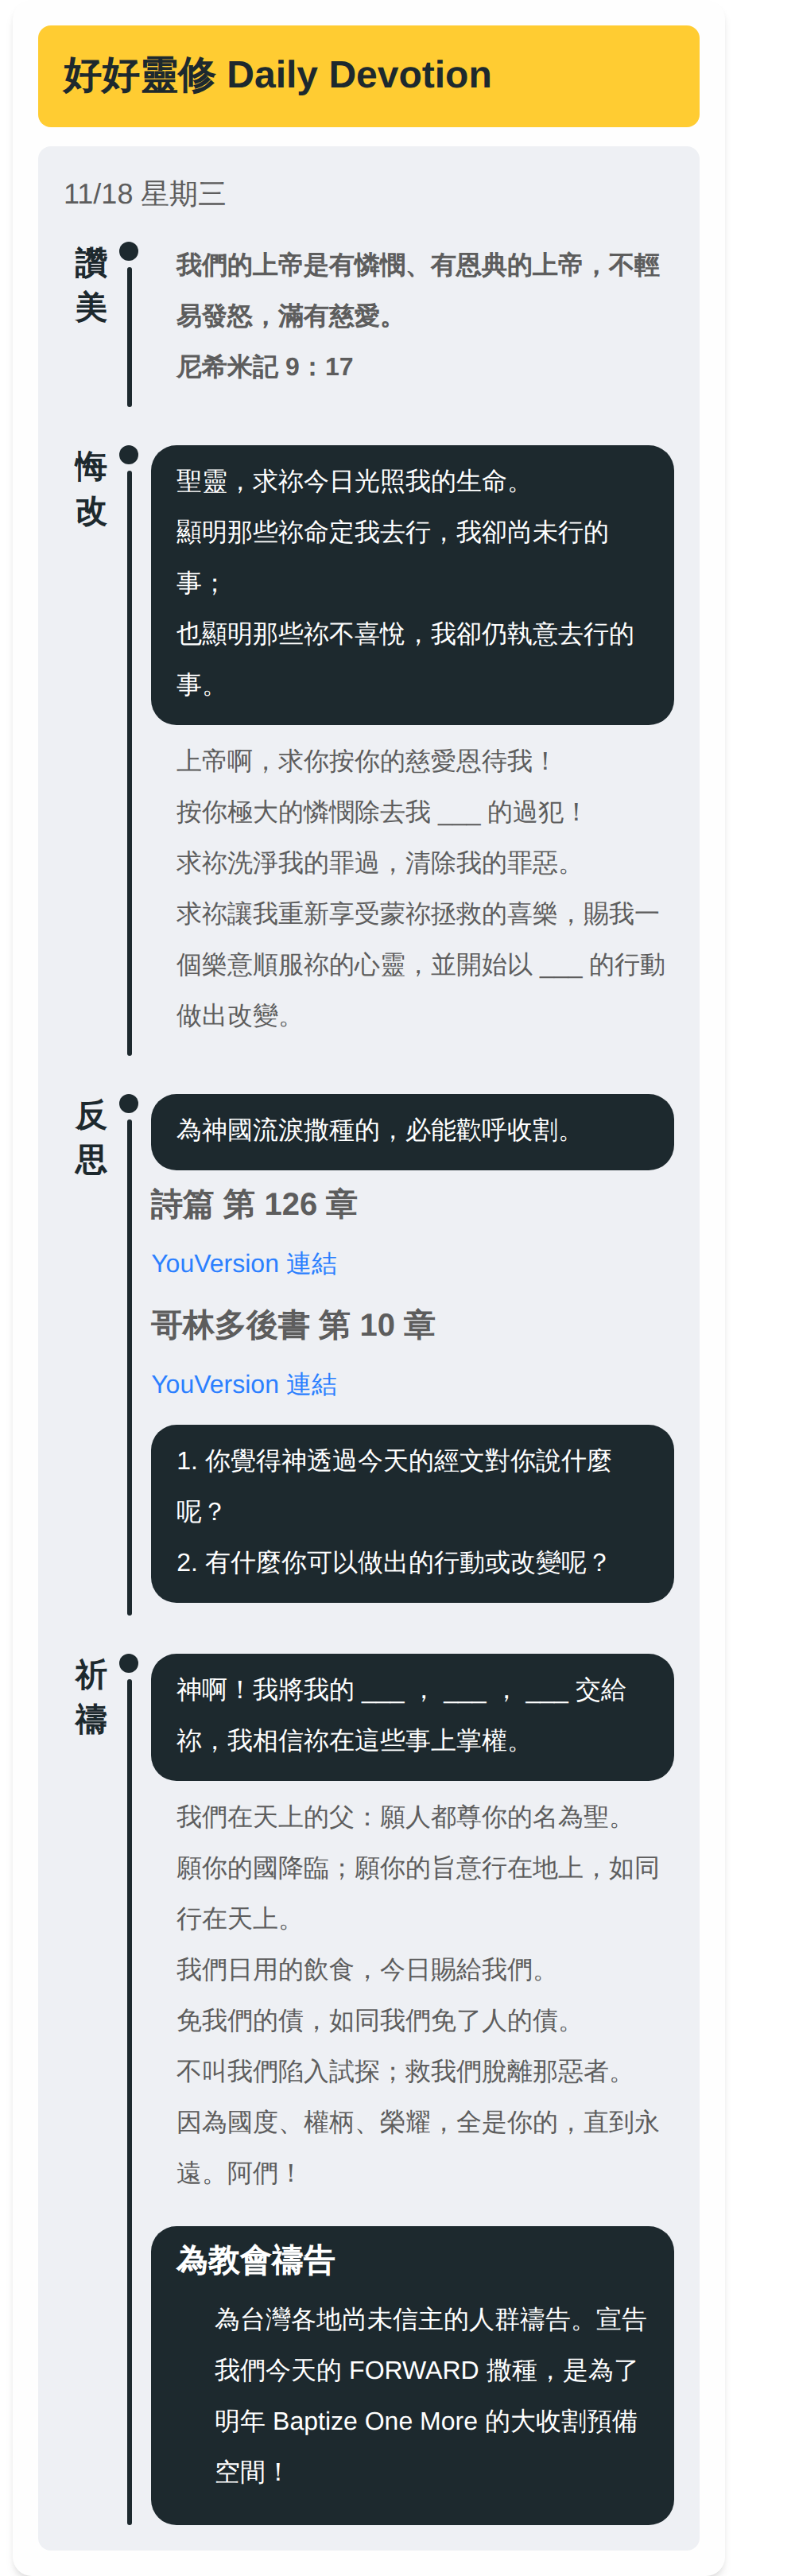 好好靈修 Daily Devotion
11/18 星期三
讚
美
我們的上帝是有憐憫、有恩典的上帝，不輕
易發怒，滿有慈愛。
尼希米記 9：17
悔
改
聖靈，求祢今日光照我的生命。
顯明那些祢命定我去行，我卻尚未行的
事；
也顯明那些祢不喜悅，我卻仍執意去行的
事。
上帝啊，求你按你的慈愛恩待我！
按你極大的憐憫除去我 ___ 的過犯！
求祢洗淨我的罪過，清除我的罪惡。
求祢讓我重新享受蒙祢拯救的喜樂，賜我一
個樂意順服祢的心靈，並開始以 ___ 的行動
做出改變。
反
思
為神國流淚撒種的，必能歡呼收割。
詩篇 第 126 章
YouVersion 連結
哥林多後書 第 10 章
YouVersion 連結
1. 你覺得神透過今天的經文對你說什麼
呢？
2. 有什麼你可以做出的行動或改變呢？
祈
禱
神啊！我將我的 ___ ， ___ ， ___ 交給
祢，我相信祢在這些事上掌權。
我們在天上的父：願人都尊你的名為聖。
願你的國降臨；願你的旨意行在地上，如同
行在天上。
我們日用的飲食，今日賜給我們。
免我們的債，如同我們免了人的債。
不叫我們陷入試探；救我們脫離那惡者。
因為國度、權柄、榮耀，全是你的，直到永
遠。阿們！
為教會禱告
為台灣各地尚未信主的人群禱告。宣告
我們今天的 FORWARD 撒種，是為了
明年 Baptize One More 的大收割預備
空間！